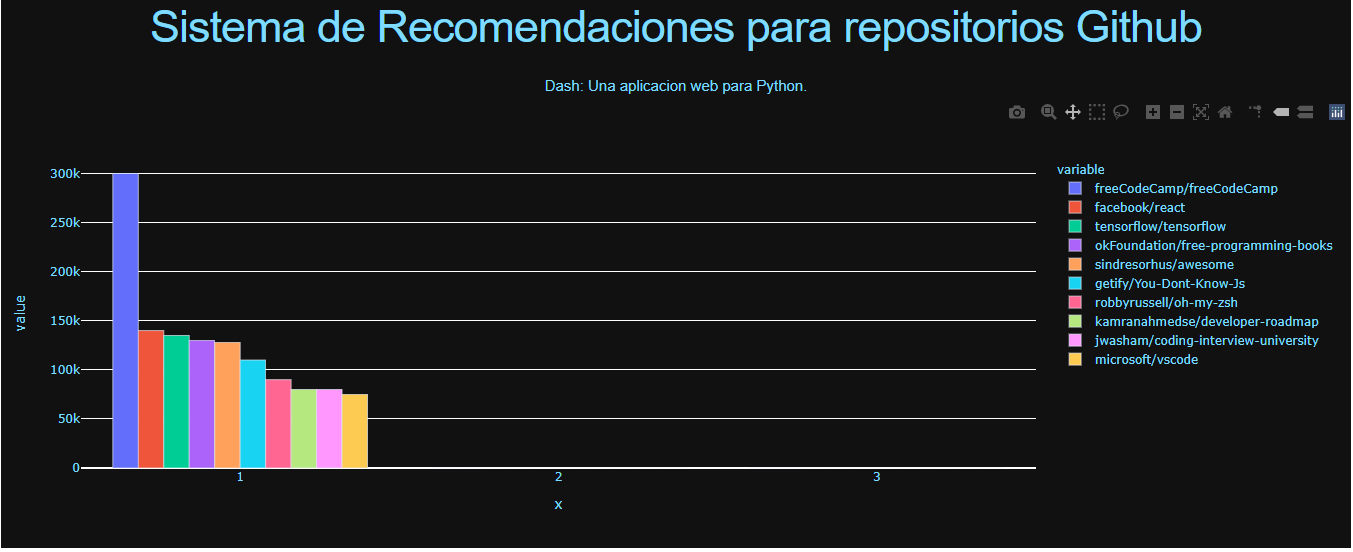 Sistema de Recomendaciones para repositorios Github
Dash: Una aplicacion web para Python.
300k
250k
200k
150k
100k
50k
0
value
1
2
3
x
variable
freeCodeCamp/freeCodeCamp
facebook/react
tensorflow/tensorflow
okFoundation/free-programming-books
sindresorhus/awesome
getify/You-Dont-Know-Js
robbyrussell/oh-my-zsh
kamranahmedse/developer-roadmap
jwasham/coding-interview-university
microsoft/vscode